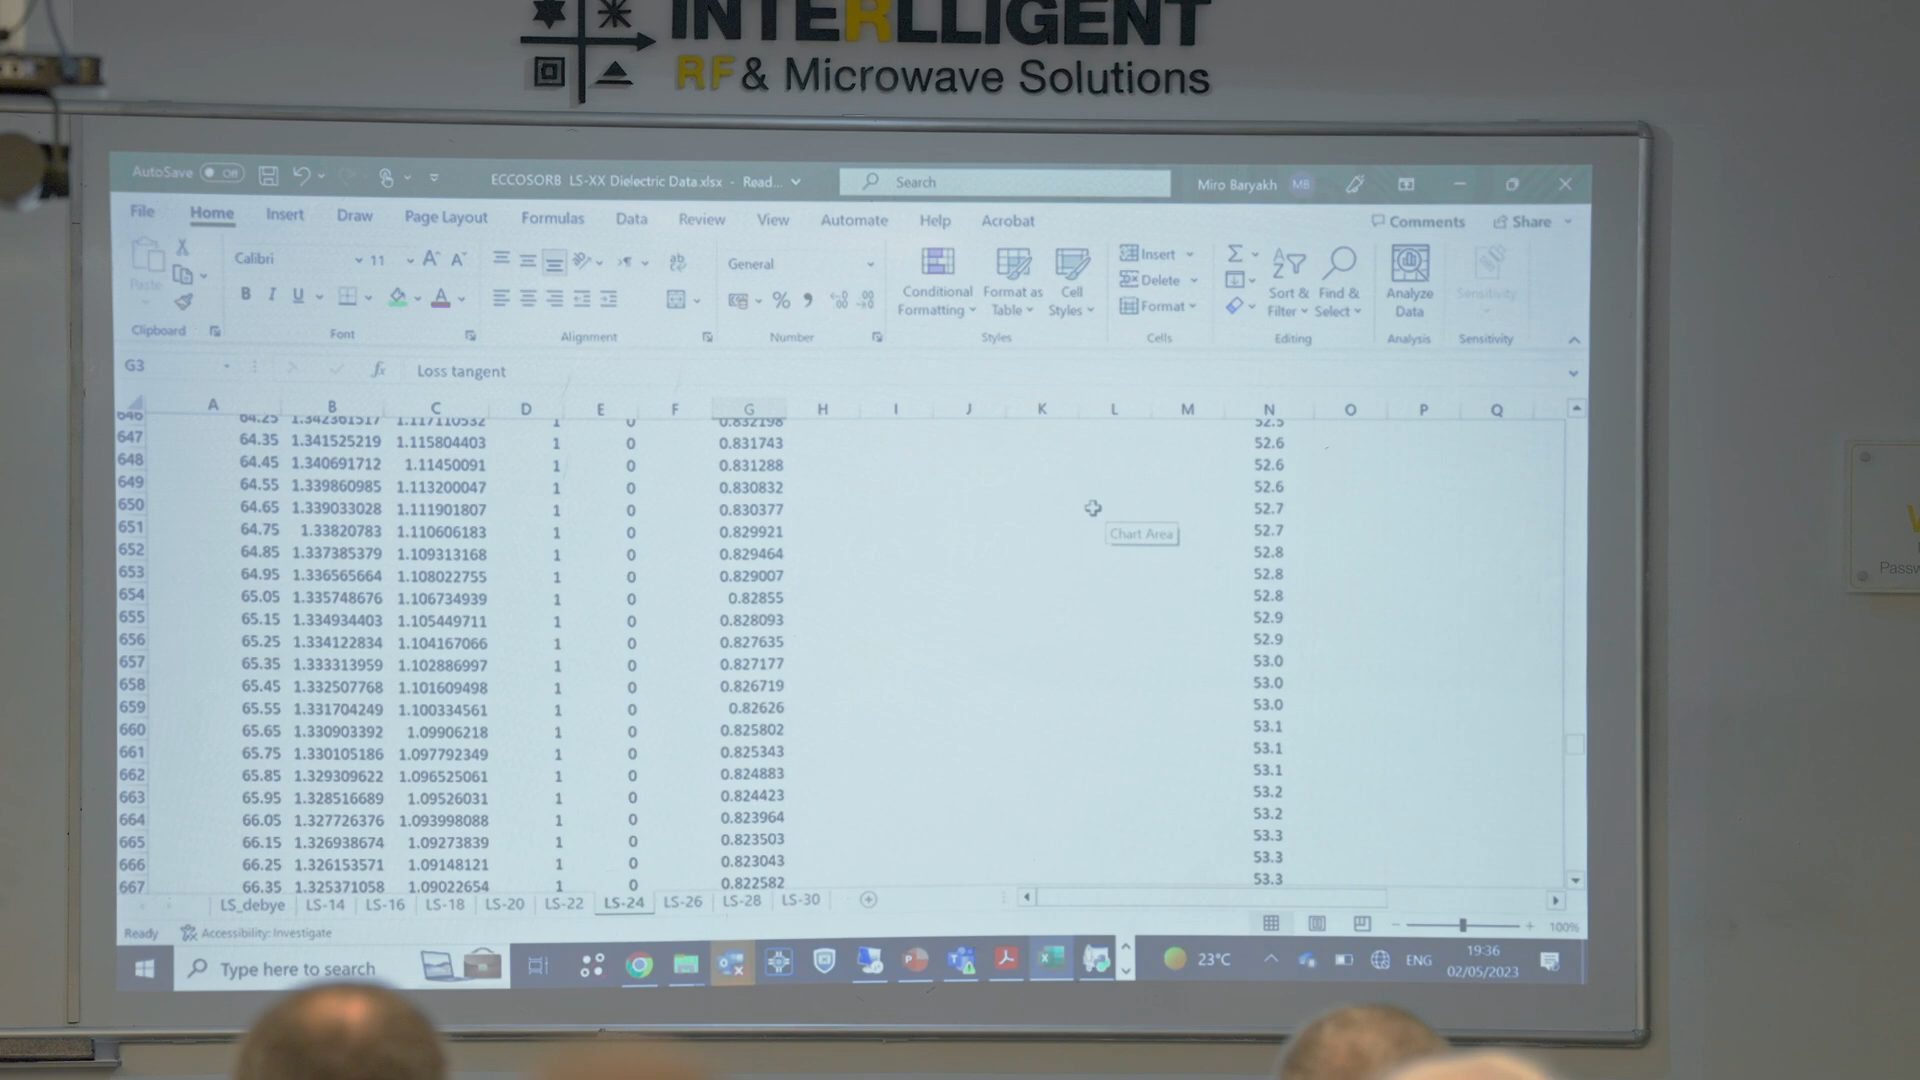 INTERLLIGENT
RF & Microwave Solutions
AutoSave Off ECCOSORB LS-XX Dielectric Data.xlsx - Read... Search Miro Baryakh MB
File Home Insert Draw Page Layout Formulas Data Review View Automate Help Acrobat Comments Share
Paste Calibri 11 General Conditional Formatting Format as Table Cell Styles Insert Delete Format Sort & Filter Find & Select Analyze Data Sensitivity
B I U A % 
Clipboard Font Alignment Number Styles Cells Editing Analysis Sensitivity
G3 fx Loss tangent
A B C D E F G H I J K L M N O P Q
646 64.25 1.342361517 1.117110532 1 0 0.832198 52.5
647 64.35 1.341525219 1.115804403 1 0 0.831743 52.6
648 64.45 1.340691712 1.11450091 1 0 0.831288 52.6
649 64.55 1.339860985 1.113200047 1 0 0.830832 52.6
650 64.65 1.339033028 1.111901807 1 0 0.830377 52.7
651 64.75 1.33820783 1.110606183 1 0 0.829921 52.7
Chart Area
652 64.85 1.337385379 1.109313168 1 0 0.829464 52.8
653 64.95 1.336565664 1.108022755 1 0 0.829007 52.8
654 65.05 1.335748676 1.106734939 1 0 0.82855 52.8
655 65.15 1.334934403 1.105449711 1 0 0.828093 52.9
656 65.25 1.334122834 1.104167066 1 0 0.827635 52.9
657 65.35 1.333313959 1.102886997 1 0 0.827177 53.0
658 65.45 1.332507768 1.101609498 1 0 0.826719 53.0
659 65.55 1.331704249 1.100334561 1 0 0.82626 53.0
660 65.65 1.330903392 1.09906218 1 0 0.825802 53.1
661 65.75 1.330105186 1.097792349 1 0 0.825343 53.1
662 65.85 1.329309622 1.096525061 1 0 0.824883 53.1
663 65.95 1.328516689 1.09526031 1 0 0.824423 53.2
664 66.05 1.327726376 1.093998088 1 0 0.823964 53.2
665 66.15 1.326938674 1.09273839 1 0 0.823503 53.3
666 66.25 1.326153571 1.09148121 1 0 0.823043 53.3
667 66.35 1.325371058 1.09022654 1 0 0.822582 53.3
LS_debye LS-14 LS-16 LS-18 LS-20 LS-22 LS-24 LS-26 LS-28 LS-30
Ready Accessibility: Investigate 100%
Type here to search 23°C ENG 19:36
02/05/2023